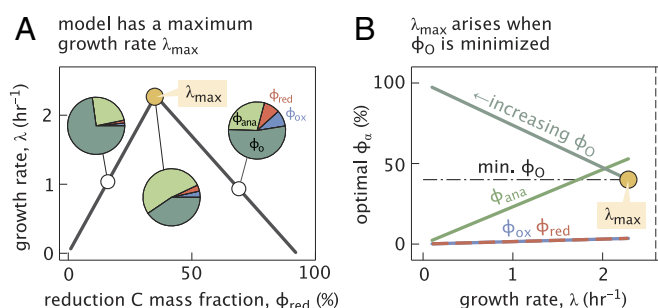 A
model has a maximum
growth rate λmax
growth rate, λ (hr⁻¹)
2
1
0
λmax
ϕana
ϕred
ϕox
ϕo
0
50
100
reduction C mass fraction, ϕred (%)
B
λmax arises when
ϕO is minimized
optimal ϕα (%)
100
50
0
←increasing ϕO
min. ϕO
ϕana
λmax
ϕox ϕred
0
1
2
growth rate, λ (hr⁻¹)